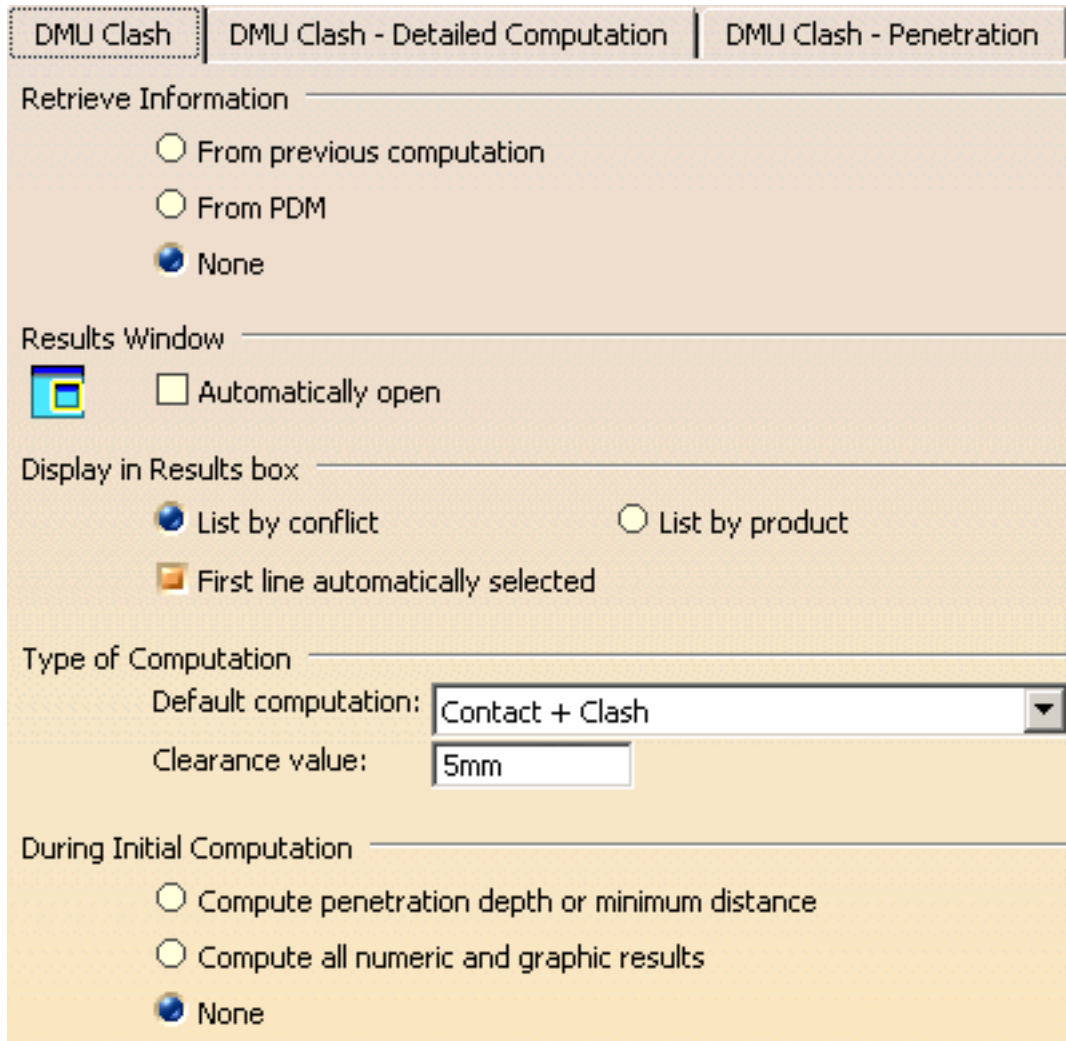 DMU Clash DMU Clash - Detailed Computation DMU Clash - Penetration
Retrieve Information
From previous computation
From PDM
None
Results Window
Automatically open
Display in Results box
List by conflict List by product
First line automatically selected
Type of Computation
Default computation: Contact + Clash
Clearance value: 5mm
During Initial Computation
Compute penetration depth or minimum distance
Compute all numeric and graphic results
None